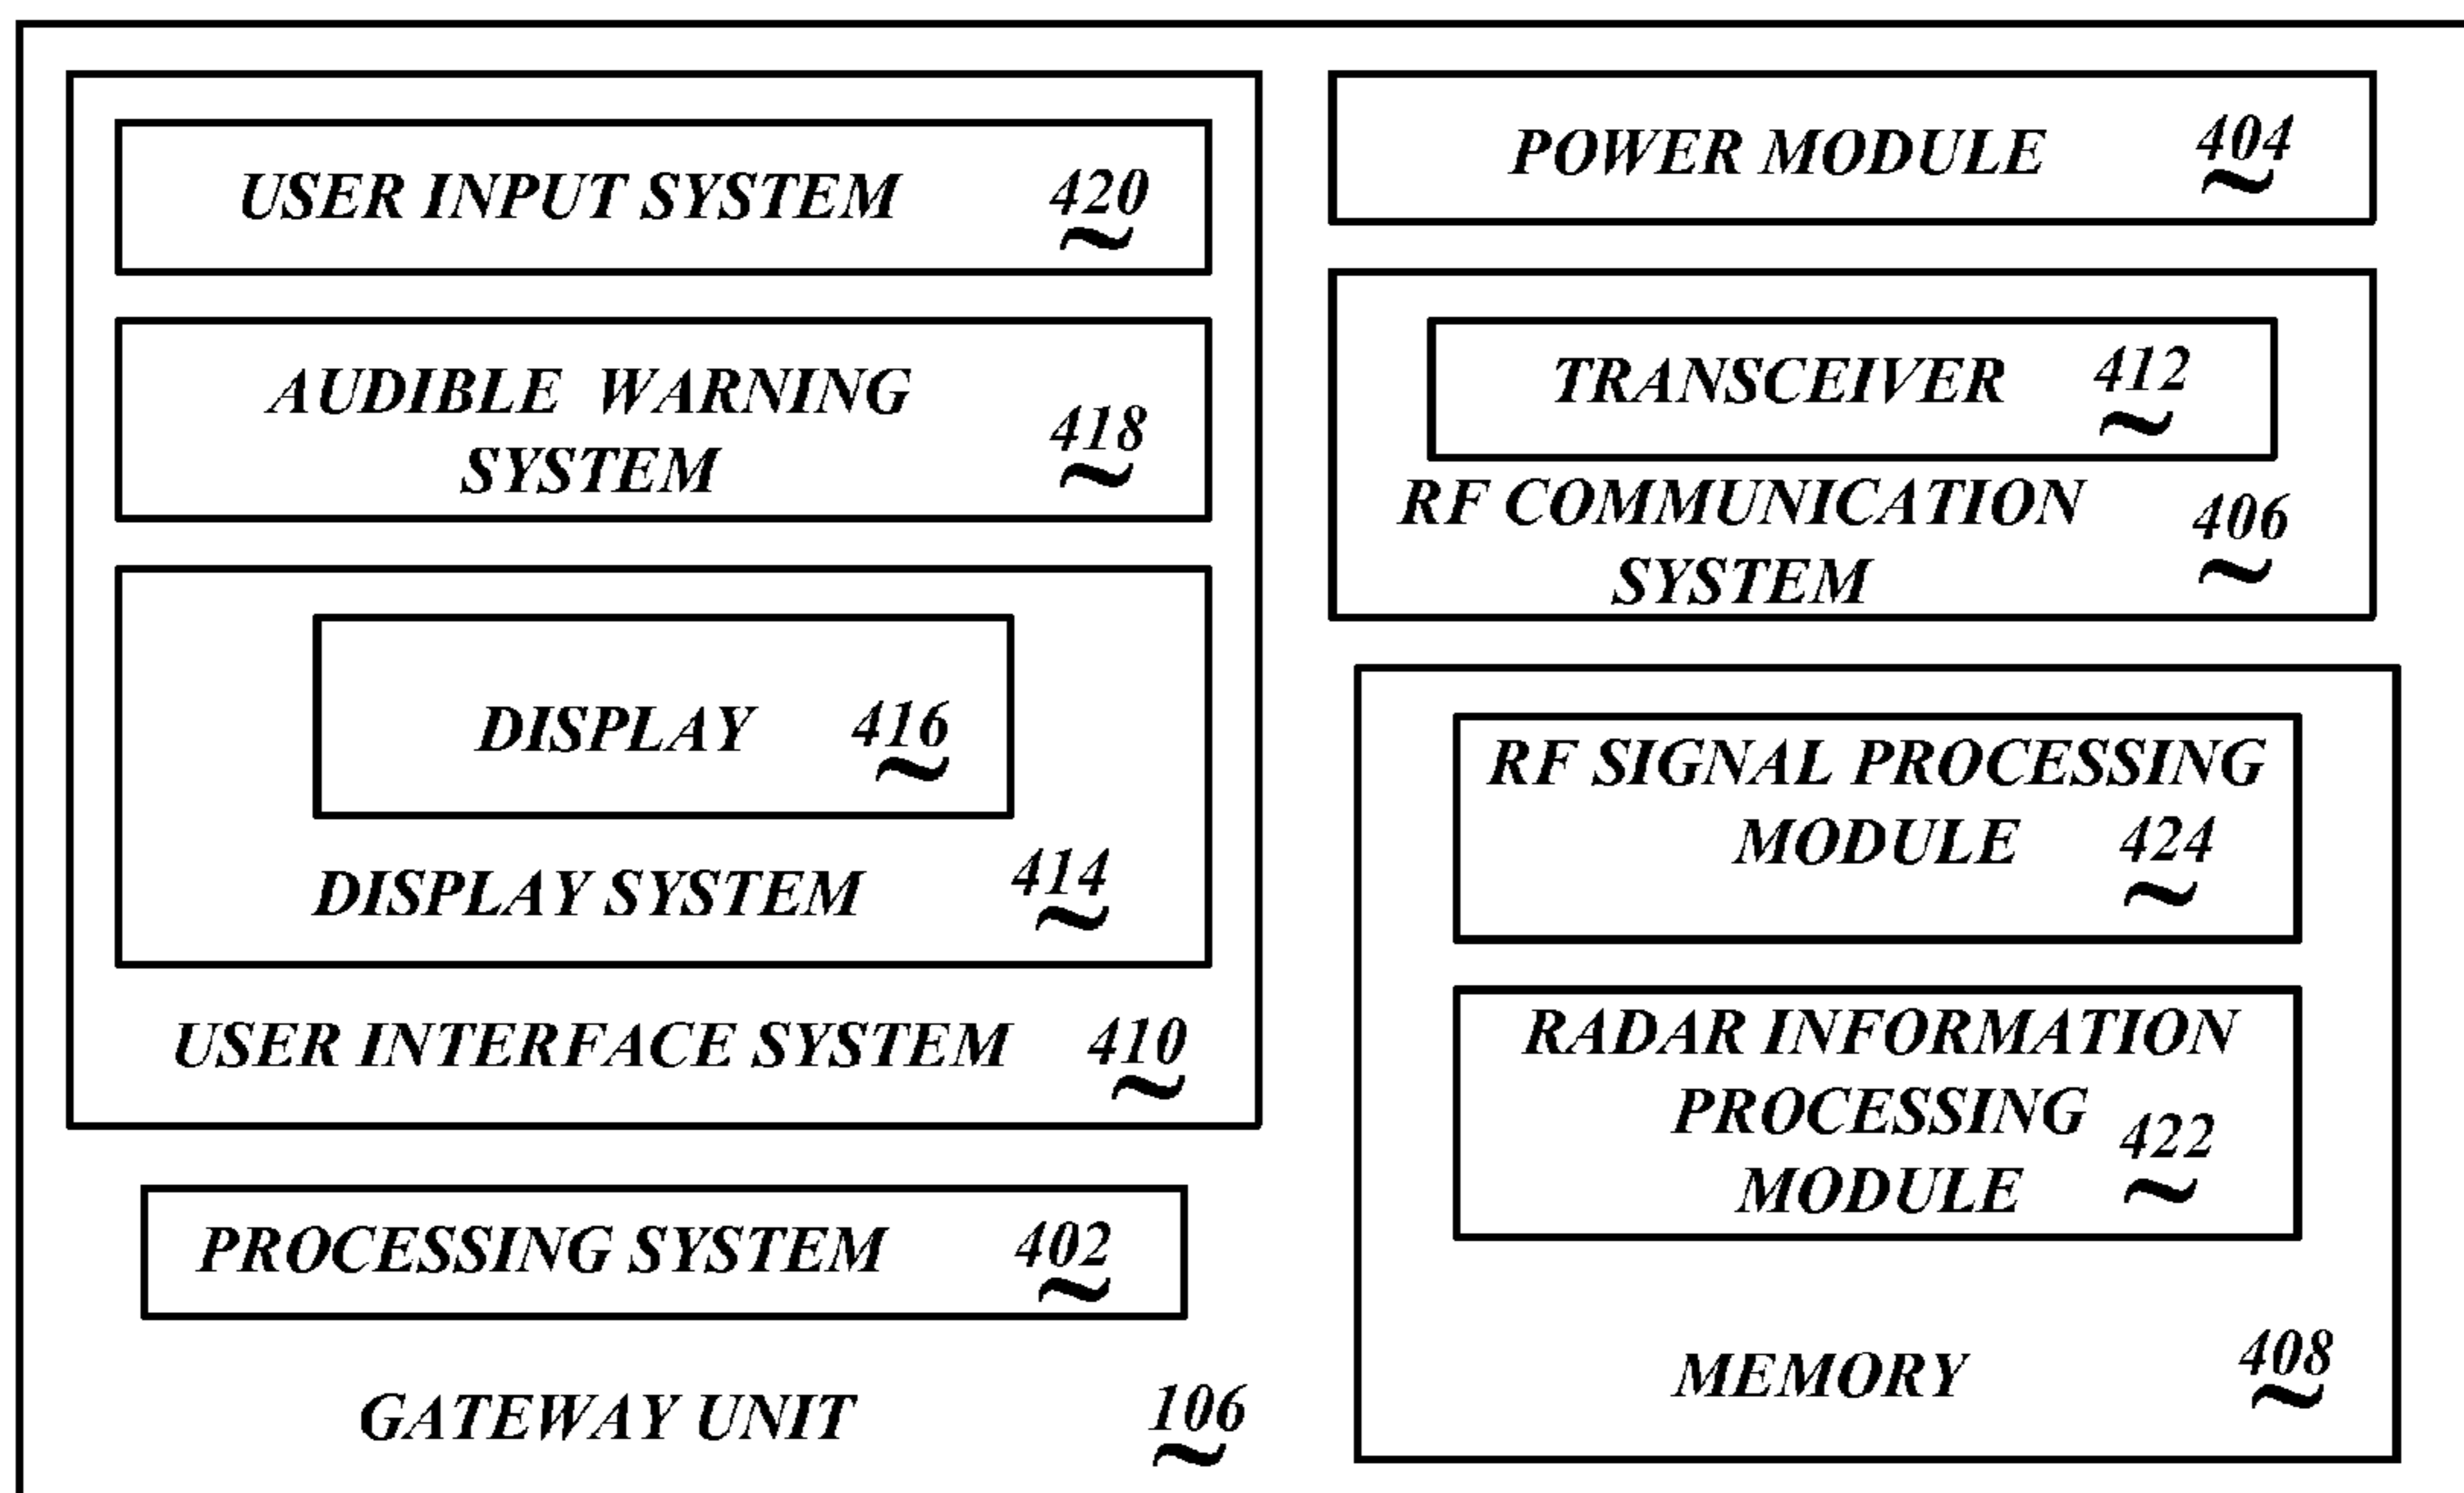 USER INPUT SYSTEM 420
AUDIBLE WARNING
SYSTEM 418
DISPLAY 416
DISPLAY SYSTEM 414
USER INTERFACE SYSTEM 410
PROCESSING SYSTEM 402
GATEWAY UNIT 106
POWER MODULE 404
TRANSCEIVER 412
RF COMMUNICATION
SYSTEM 406
RF SIGNAL PROCESSING
MODULE 424
RADAR INFORMATION
PROCESSING
MODULE 422
MEMORY 408